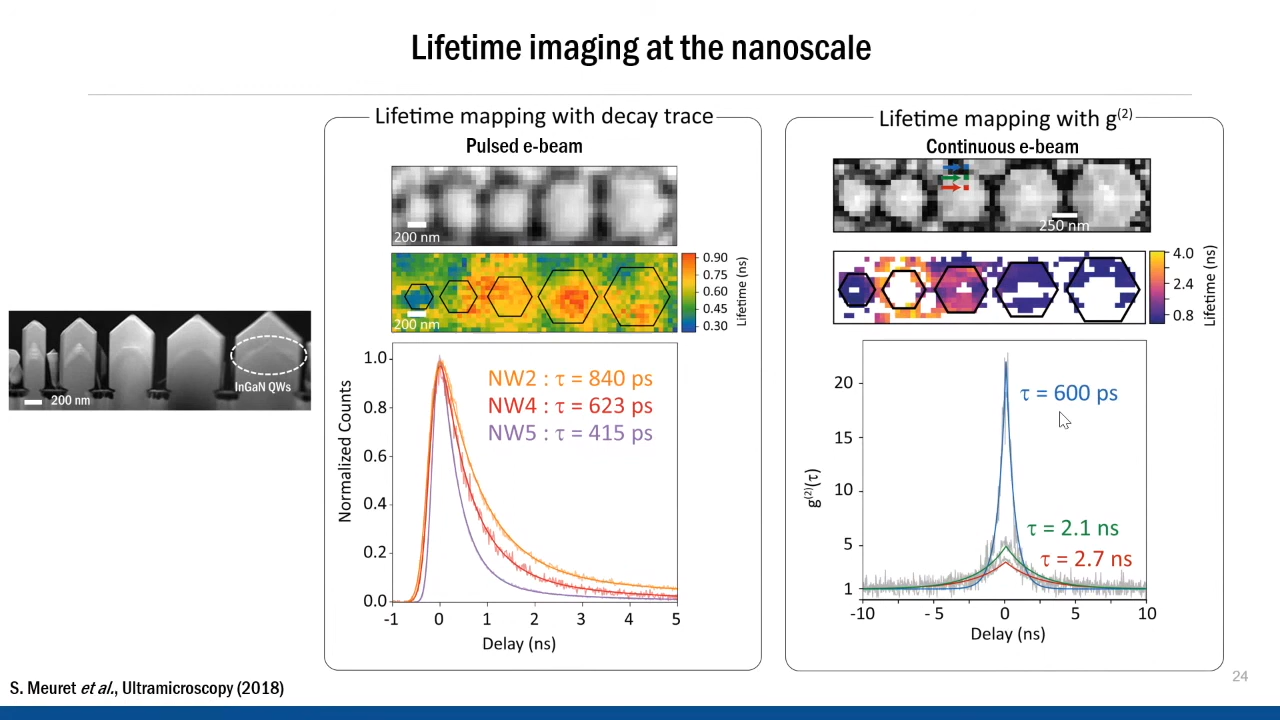 Lifetime imaging at the nanoscale
InGaN QWs
200 nm
Lifetime mapping with decay trace
Pulsed e-beam
200 nm
200 nm
0.90
0.75
0.60
0.45
0.30
Lifetime (ns)
1.0
0.8
0.6
0.4
0.2
0.0
Normalized Counts
NW2 : τ = 840 ps
NW4 : τ = 623 ps
NW5 : τ = 415 ps
-1 0 1 2 3 4 5
Delay (ns)
Lifetime mapping with g(2)
Continuous e-beam
250 nm
4.0
2.4
0.8
Lifetime (ns)
20
15
10
5
1
g(2)(τ)
τ = 600 ps
τ = 2.1 ns
τ = 2.7 ns
-10 -5 0 5 10
Delay (ns)
S. Meuret et al., Ultramicroscopy (2018)
24